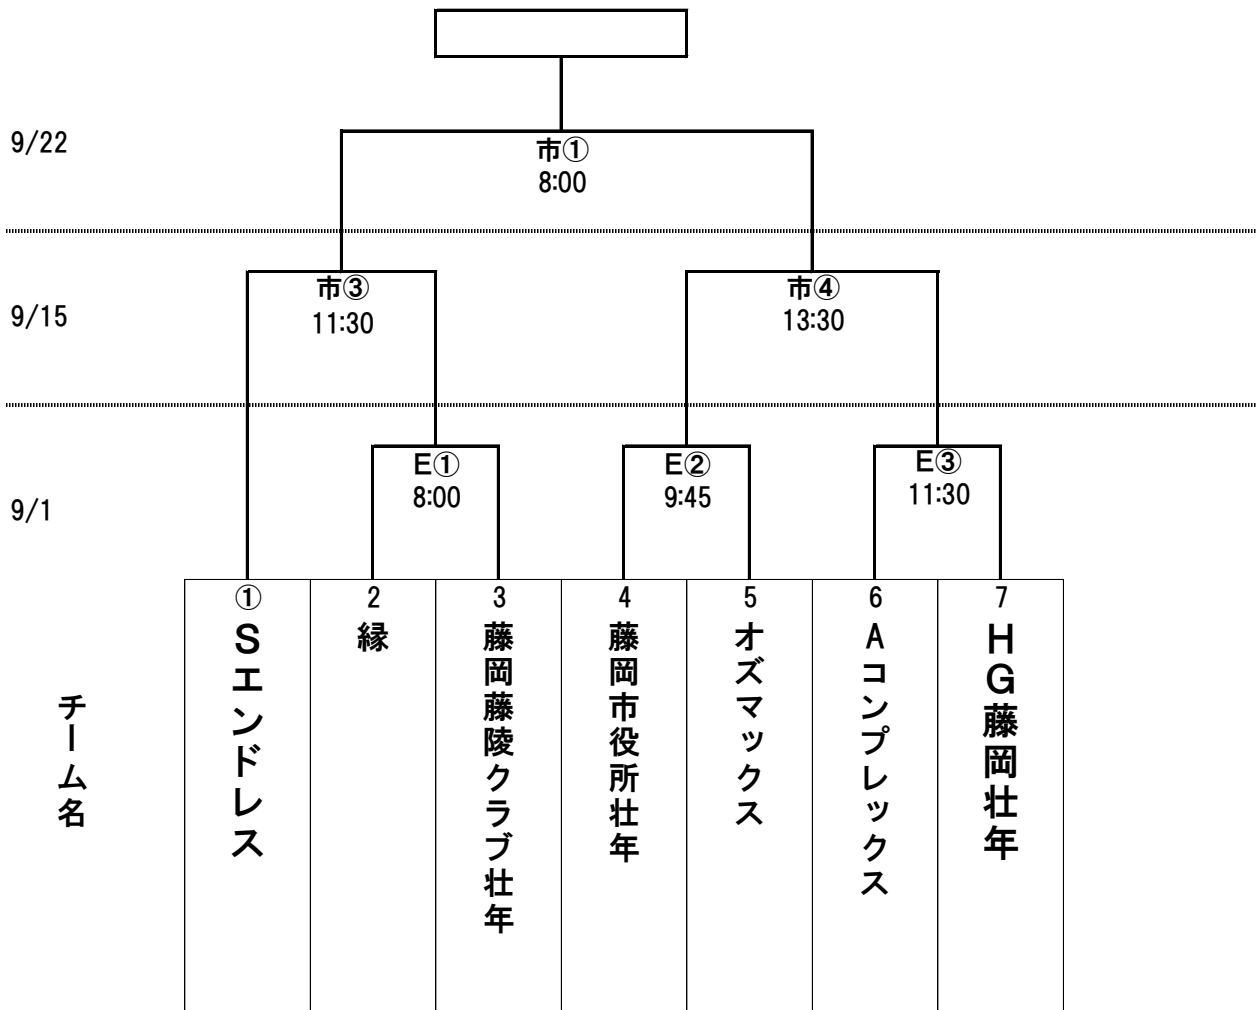 9/22
市①
8:00
9/15
市③
11:30
市④
13:30
9/1
E①
8:00
E②
9:45
E③
11:30
チーム名
①
Sエンドレス
2
縁
3
藤岡藤陵クラブ壮年
4
藤岡市役所壮年
5
オズマックス
6
Aコンプレックス
7
HG藤岡壮年